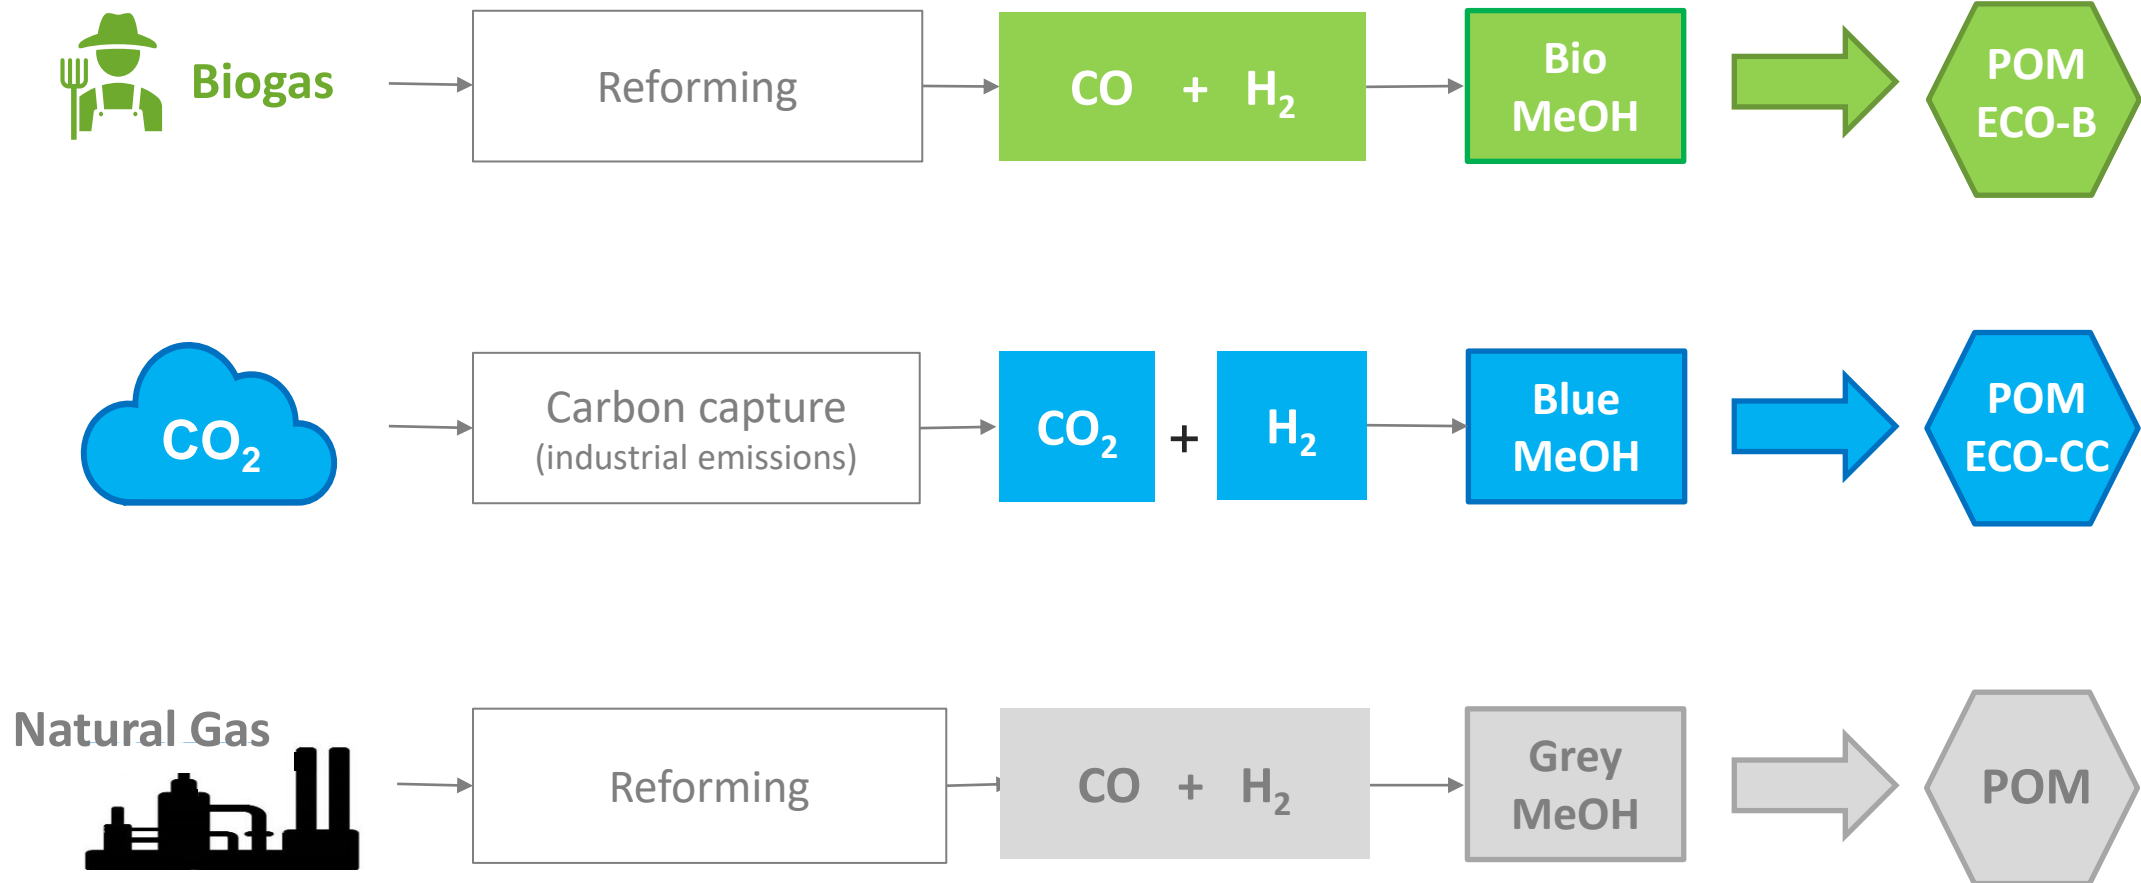 Biogas
Reforming
CO + H₂
Bio
MeOH
POM
ECO-B
CO₂
Carbon capture
(industrial emissions)
CO₂ + H₂
Blue
MeOH
POM
ECO-CC
Natural Gas
Reforming
CO + H₂
Grey
MeOH
POM